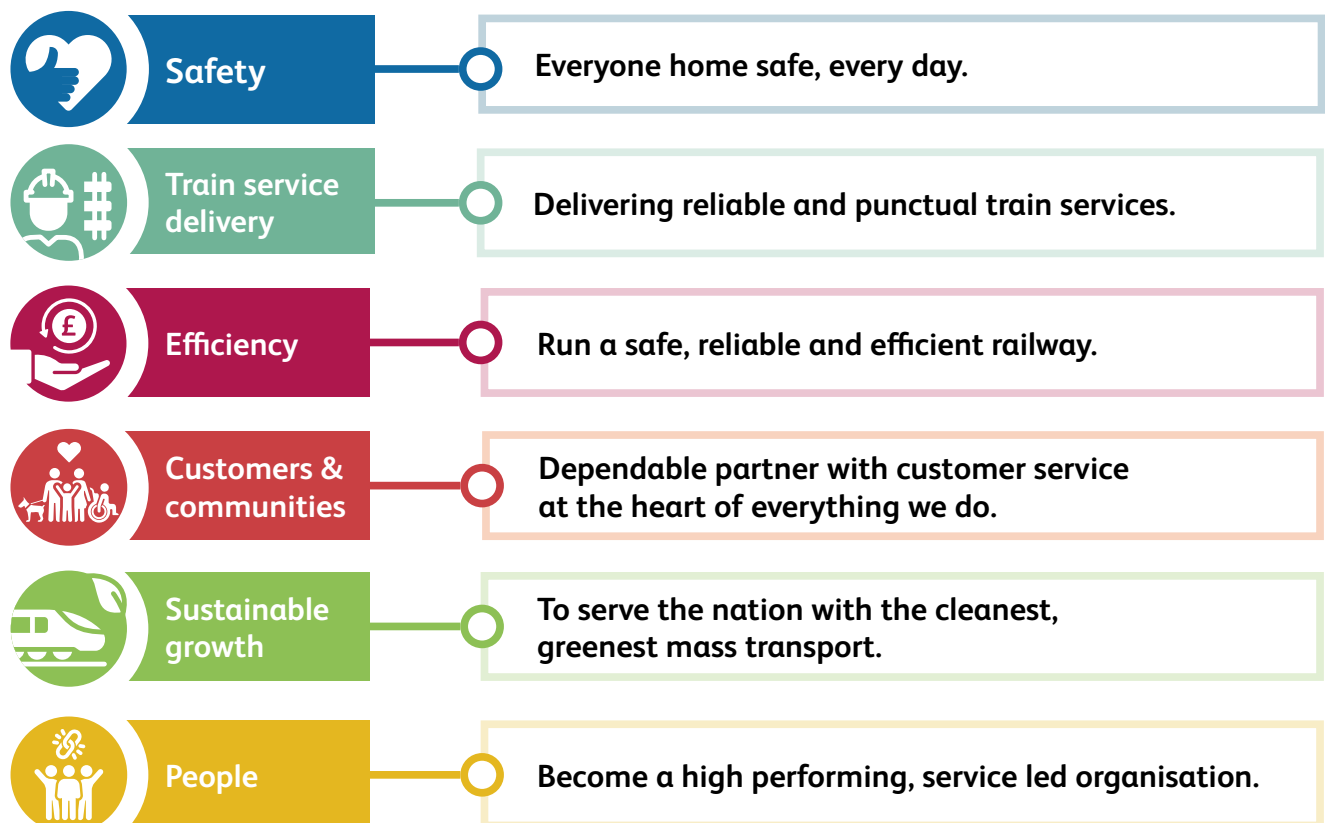 Safety
Everyone home safe, every day.
Train service
delivery
Delivering reliable and punctual train services.
£
Efficiency
Run a safe, reliable and efficient railway.
Customers &
communities
Dependable partner with customer service
at the heart of everything we do.
Sustainable
growth
To serve the nation with the cleanest,
greenest mass transport.
People
Become a high performing, service led organisation.